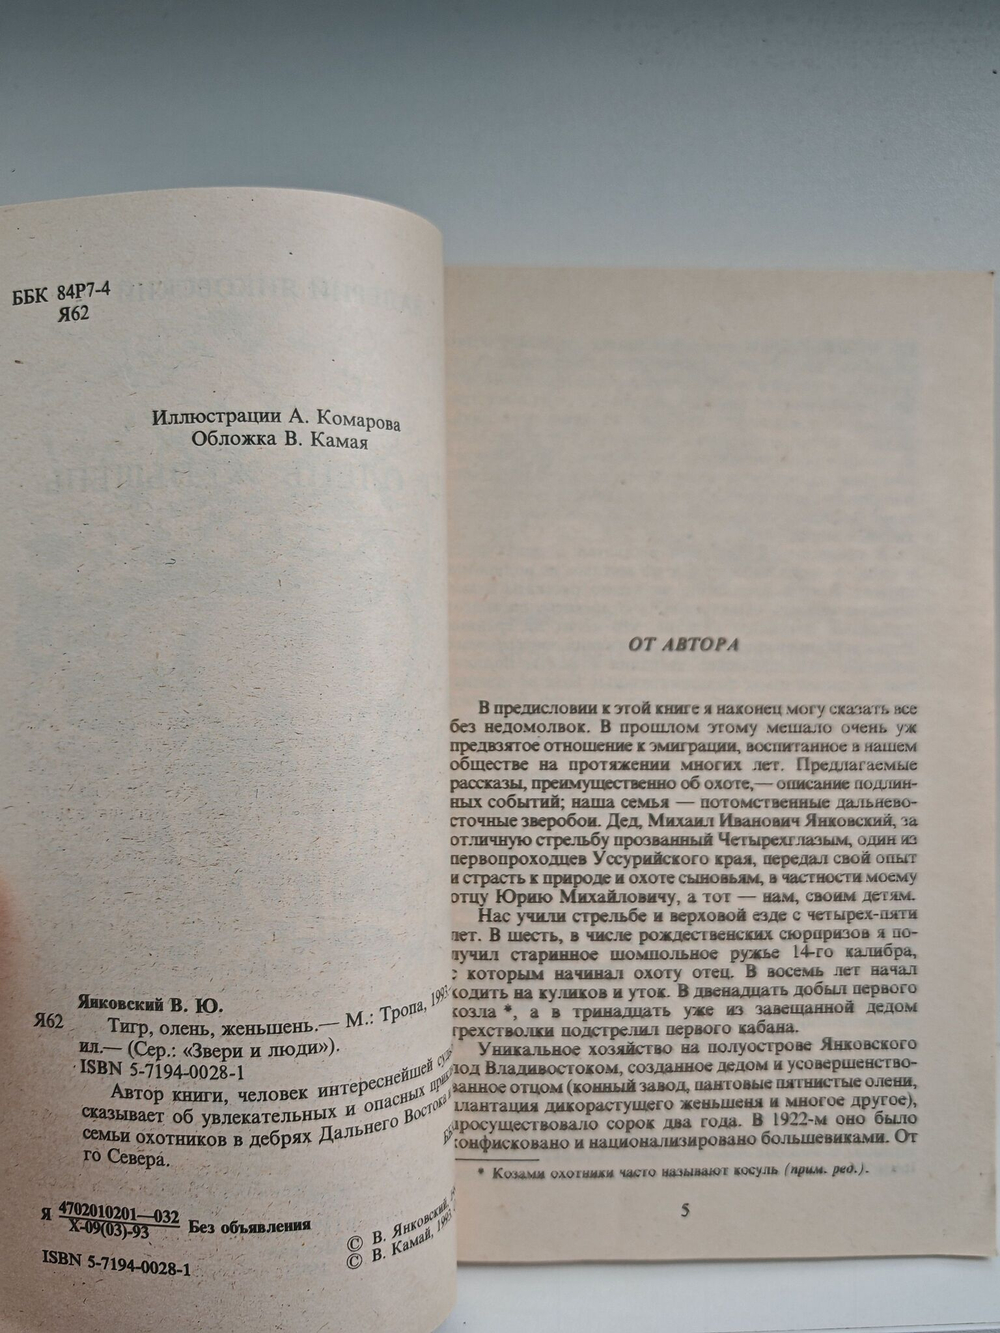 ББК 84Р7-4
Я62
Иллюстрации А. Комарова
Обложка В. Камая
Янковский В. Ю.
Я62
Тигр, олень, женьшень.— М.: Тропа, 1993
ил.— (Сер.: «Звери и люди»).
ISBN 5-7194-0028-1
Автор книги, человек интереснейшей
сказывает об увлекательных и опасных
семьи охотников в дебрях Дальнего Востока
го Севера.
Я 4702010201—032
Х-09(03)-93
Без объявления
© В. Янковский,
© В. Камай, 1993
ISBN 5-7194-0028-1
ОТ АВТОРА
В предисловии к этой книге я наконец могу сказать все
без недомолвок. В прошлом этому мешало очень уж
предвзятое отношение к эмиграции, воспитанное в нашем
обществе на протяжении многих лет. Предлагаемые
рассказы, преимущественно об охоте,— описание подлин-
ных событий; наша семья — потомственные дальнево-
сточные зверобои. Дед, Михаил Иванович Янковский, за
отличную стрельбу прозванный Четырехглазым, один из
первопроходцев Уссурийского края, передал свой опыт
и страсть к природе и охоте сыновьям, в частности моему
отцу Юрию Михайловичу, а тот — нам, своим детям.
Нас учили стрельбе и верховой езде с четырех-пяти
лет. В шесть, в числе рождественских сюрпризов я по-
лучил старинное шомпольное ружье 14-го калибра,
с которым начинал охоту отец. В восемь лет начал
ходить на куликов и уток. В двенадцать добыл первого
козла *, а в тринадцать уже из завещанной дедом
трехстволки подстрелил первого кабана.
Уникальное хозяйство на полуострове Янковского
под Владивостоком, созданное дедом и усовершенство-
ванное отцом (конный завод, пантовые пятнистые олени,
плантация дикорастущего женьшеня и многое другое),
просуществовало сорок два года. В 1922-м оно было
конфисковано и национализировано большевиками. От
* Козами охотники часто называют косуль (прим. ред.).
5